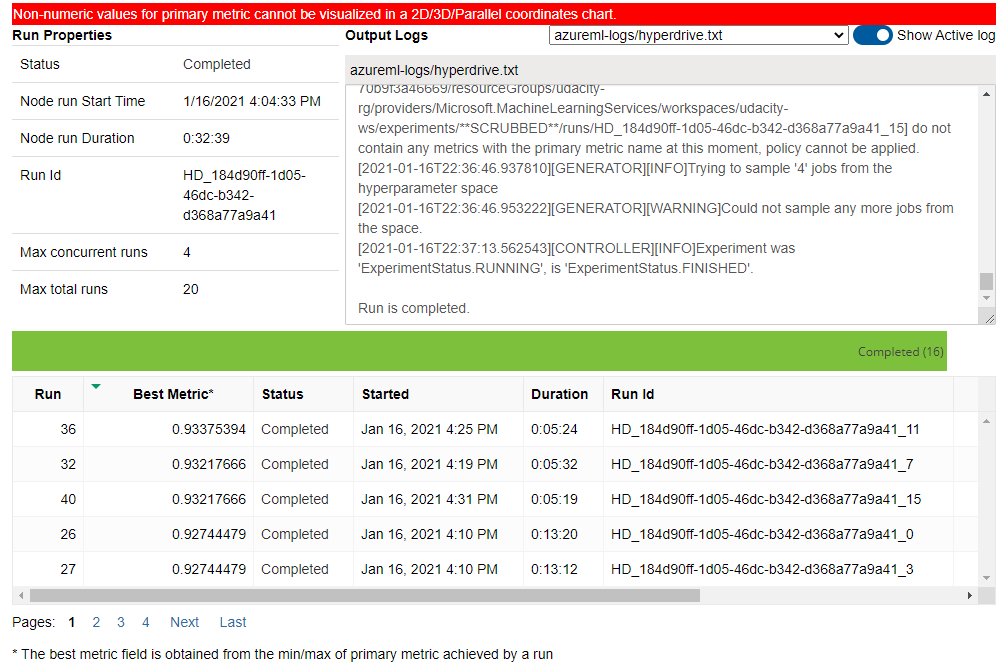 Non-numeric values for primary metric cannot be visualized in a 2D/3D/Parallel coordinates chart.
Run Properties
Status Completed
Node run Start Time 1/16/2021 4:04:33 PM
Node run Duration 0:32:39
Run Id HD_184d90ff-1d05-
46dc-b342-
d368a77a9a41
Max concurrent runs 4
Max total runs 20
Output Logs azureml-logs/hyperdrive.txt Show Active log
azureml-logs/hyperdrive.txt
70b9f3a46669/resourceGroups/udacity-
rg/providers/Microsoft.MachineLearningServices/workspaces/udacity-
ws/experiments/**SCRUBBED**/runs/HD_184d90ff-1d05-46dc-b342-d368a77a9a41_15] do not
contain any metrics with the primary metric name at this moment, policy cannot be applied.
[2021-01-16T22:36:46.937810][GENERATOR][INFO]Trying to sample '4' jobs from the
hyperparameter space
[2021-01-16T22:36:46.953222][GENERATOR][WARNING]Could not sample any more jobs from
the space.
[2021-01-16T22:37:13.562543][CONTROLLER][INFO]Experiment was
'ExperimentStatus.RUNNING', is 'ExperimentStatus.FINISHED'.
Run is completed.
Completed (16)
Run Best Metric* Status Started Duration Run Id
36 0.93375394 Completed Jan 16, 2021 4:25 PM 0:05:24 HD_184d90ff-1d05-46dc-b342-d368a77a9a41_11
32 0.93217666 Completed Jan 16, 2021 4:19 PM 0:05:32 HD_184d90ff-1d05-46dc-b342-d368a77a9a41_7
40 0.93217666 Completed Jan 16, 2021 4:31 PM 0:05:19 HD_184d90ff-1d05-46dc-b342-d368a77a9a41_15
26 0.92744479 Completed Jan 16, 2021 4:10 PM 0:13:20 HD_184d90ff-1d05-46dc-b342-d368a77a9a41_0
27 0.92744479 Completed Jan 16, 2021 4:10 PM 0:13:12 HD_184d90ff-1d05-46dc-b342-d368a77a9a41_3
Pages: 1 2 3 4 Next Last
* The best metric field is obtained from the min/max of primary metric achieved by a run